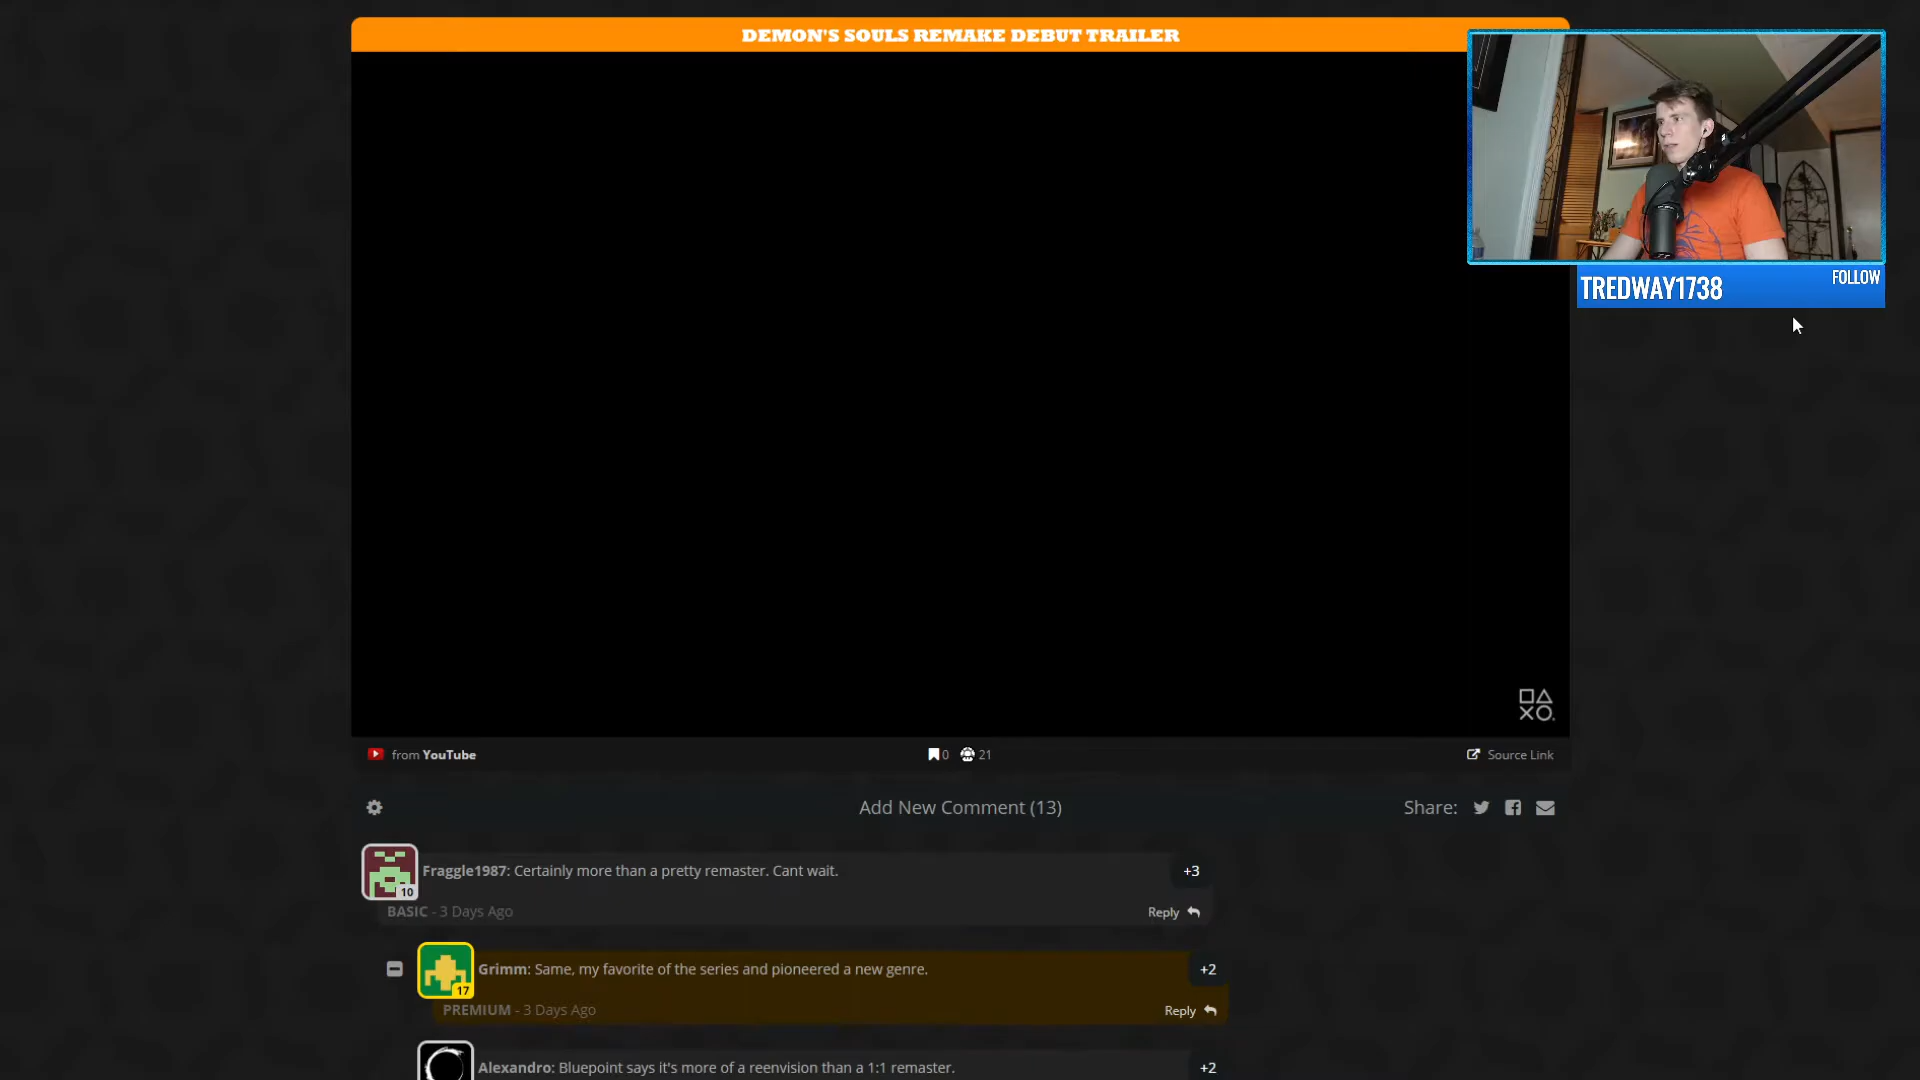 DEMON'S SOULS REMAKE DEBUT TRAILER
TREDWAY1738
FOLLOW
from YouTube
0
21
Source Link
Add New Comment (13)
Share:
10
Fraggle1987: Certainly more than a pretty remaster. Cant wait.
+3
BASIC - 3 Days Ago
Reply
17
Grimm: Same, my favorite of the series and pioneered a new genre.
+2
PREMIUM - 3 Days Ago
Reply
Alexandro: Bluepoint says it's more of a reenvision than a 1:1 remaster.
+2